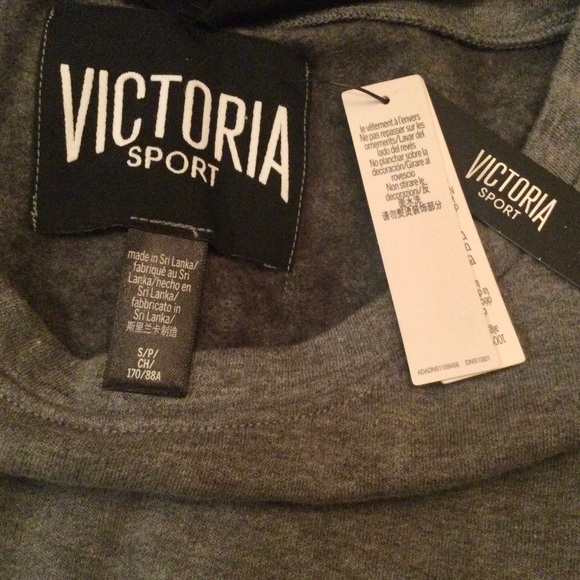 VICTORIA
SPORT
made in Sri Lanka/
fabriqué au Sri
Lanka/hecho en
Sri Lanka/
fabbricato in
Sri Lanka/
斯里兰卡制造
S/P/
CH/
170/88A
le vêtement à l'envers
Ne pas repasser sur les
ornements/Lavar del
lado del revés
No planchar sobre la
decoración/Girare al
rovescio
Non stirare le
decorazioni/反
面水洗
请勿熨烫装饰部分
ADADNS1158456 DNS1001
VICTORIA
SPORT